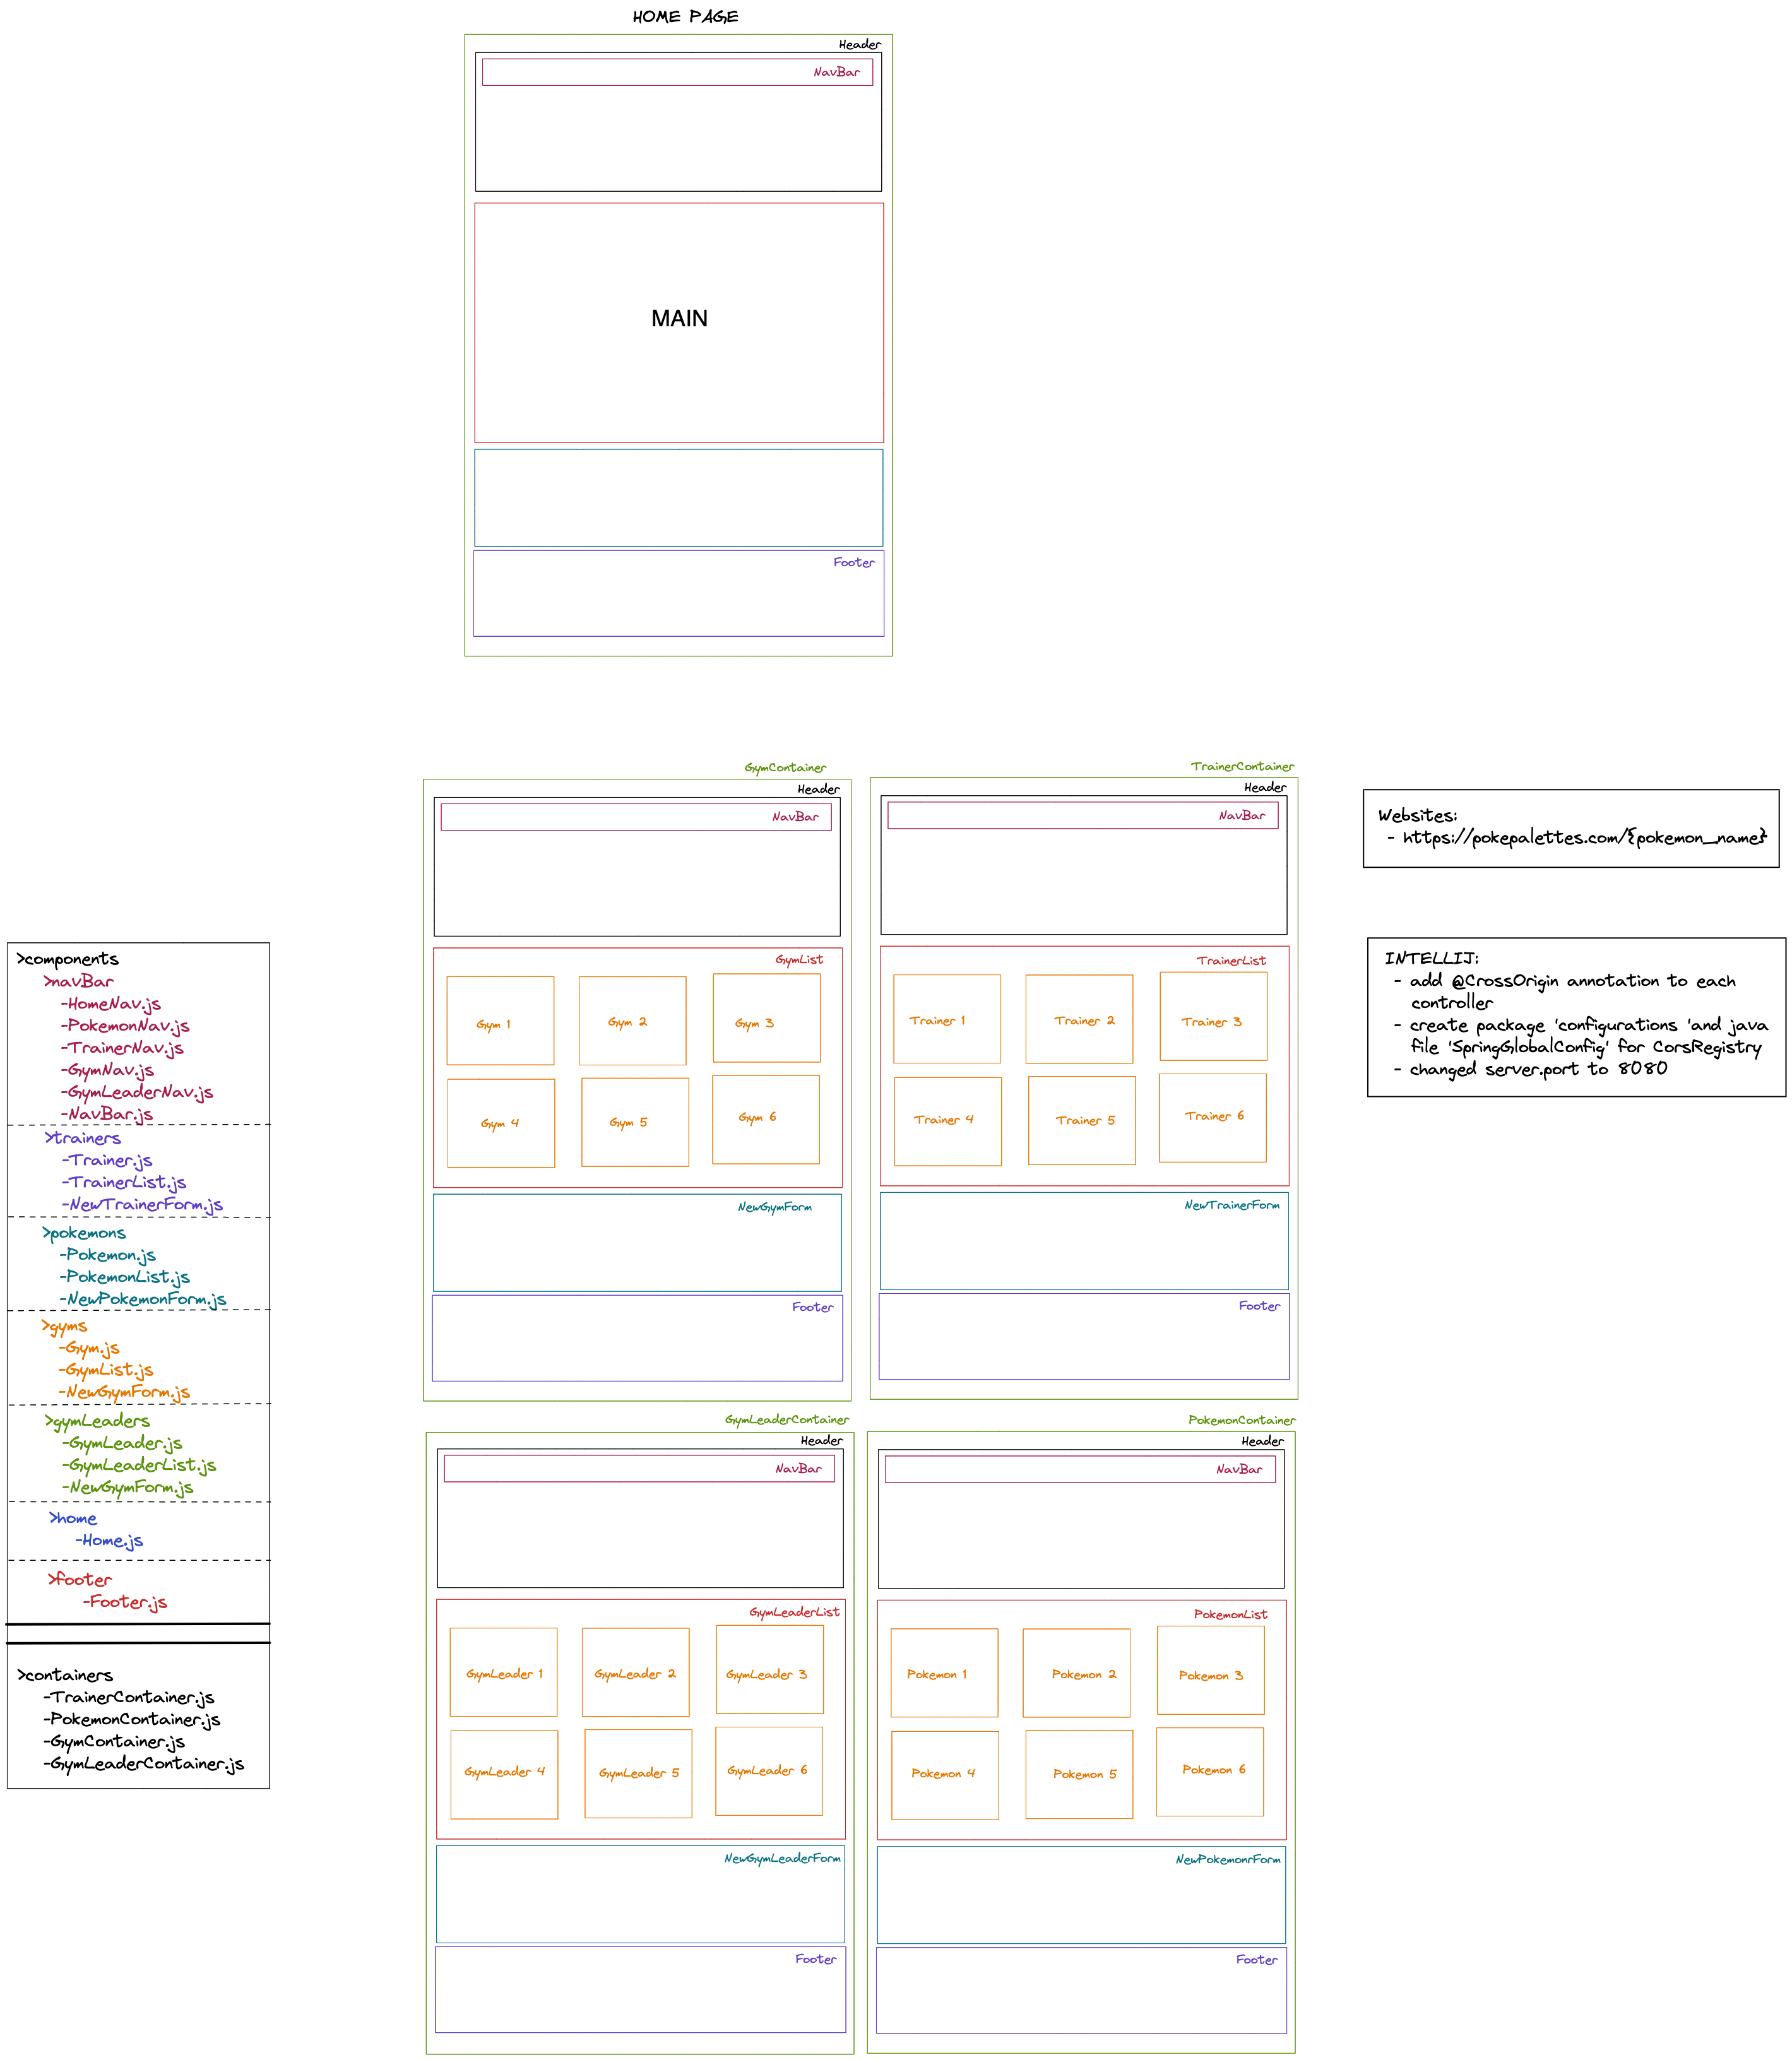 HOME PAGE
Header
NavBar
MAIN
Footer
GymContainer
Header
NavBar
GymList
Gym 1
Gym 2
Gym 3
Gym 4
Gym 5
Gym 6
NewGymForm
Footer
TrainerContainer
Header
NavBar
TrainerList
Trainer 1
Trainer 2
Trainer 3
Trainer 4
Trainer 5
Trainer 6
NewTrainerForm
Footer
Websites:
- https://pokepalettes.com/{pokemon_name}
INTELLIJ:
- add @CrossOrigin annotation to each
controller
- create package 'configurations 'and java
file 'SpringGlobalConfig' for CorsRegistry
- changed server.port to 8080
>components
>navBar
-HomeNav.js
-PokemonNav.js
-TrainerNav.js
-GymNav.js
-GymLeaderNav.js
-NavBar.js
>trainers
-Trainer.js
-TrainerList.js
-NewTrainerForm.js
>pokemons
-Pokemon.js
-PokemonList.js
-NewPokemonForm.js
>gyms
-Gym.js
-GymList.js
-NewGymForm.js
>gymLeaders
-GymLeader.js
-GymLeaderList.js
-NewGymForm.js
>home
-Home.js
>footer
-Footer.js
>containers
-TrainerContainer.js
-PokemonContainer.js
-GymContainer.js
-GymLeaderContainer.js
GymLeaderContainer
Header
NavBar
GymLeaderList
GymLeader 1
GymLeader 2
GymLeader 3
GymLeader 4
GymLeader 5
GymLeader 6
NewGymLeaderForm
Footer
PokemonContainer
Header
NavBar
PokemonList
Pokemon 1
Pokemon 2
Pokemon 3
Pokemon 4
Pokemon 5
Pokemon 6
NewPokemonrForm
Footer